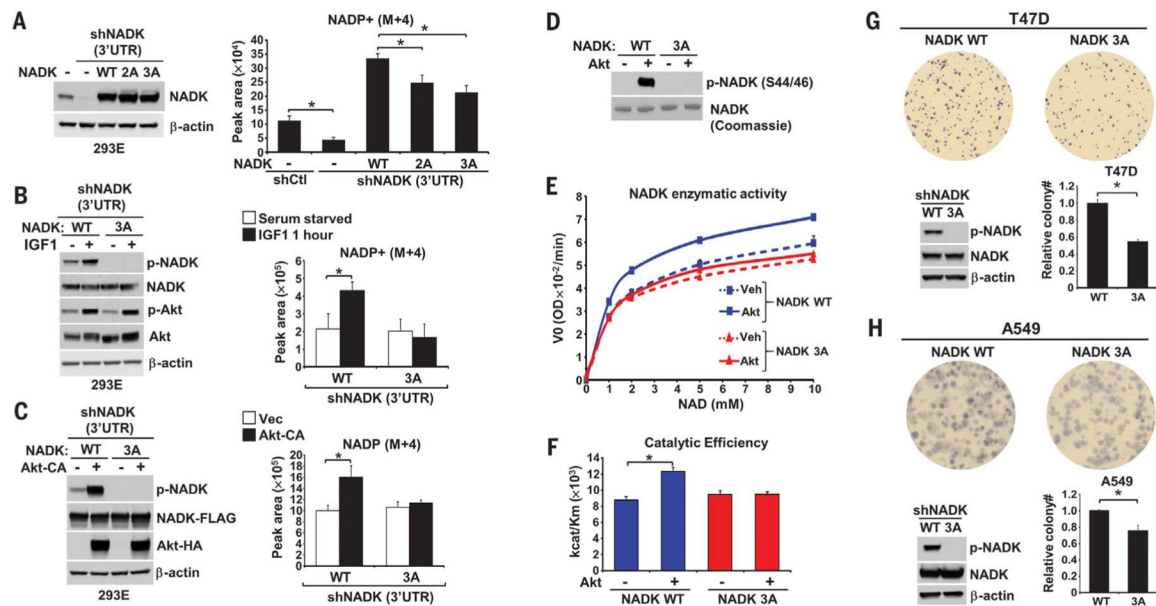 A
shNADK
(3'UTR)
NADK - - WT 2A 3A
NADK
β-actin
293E
NADP+ (M+4)
Peak area (×10⁴)
40
35
30
25
20
15
10
5
0
*
*
*
NADK - - WT 2A 3A
shCtl shNADK (3'UTR)
B
shNADK
(3'UTR)
NADK: WT 3A
IGF1 - + - +
p-NADK
NADK
p-Akt
Akt
β-actin
293E
Serum starved
IGF1 1 hour
NADP+ (M+4)
Peak area (×10⁵)
6
5
4
3
2
1
0
*
WT 3A
shNADK (3'UTR)
C
shNADK
(3'UTR)
NADK: WT 3A
Akt-CA - + - +
p-NADK
NADK-FLAG
Akt-HA
β-actin
293E
Vec
Akt-CA
NADP (M+4)
Peak area (×10⁵)
20
18
16
14
12
10
8
6
4
2
0
*
WT 3A
shNADK (3'UTR)
D
NADK: WT 3A
Akt - + - +
p-NADK (S44/46)
NADK
(Coomassie)
E
NADK enzymatic activity
V0 (OD×10⁻²/min)
8
7
6
5
4
3
2
1
0
Veh
Akt
NADK WT
Veh
Akt
NADK 3A
0 1 2 3 4 5 6 7 8 9 10
NAD (mM)
F
Catalytic Efficiency
kcat/Km (×10³)
14
12
10
8
6
4
2
0
*
Akt - + - +
NADK WT NADK 3A
G
T47D
NADK WT NADK 3A
shNADK
WT 3A
p-NADK
NADK
β-actin
T47D
Relative colony#
1.4
1.2
1.0
0.8
0.6
0.4
0.2
0
*
WT 3A
H
A549
NADK WT NADK 3A
shNADK
WT 3A
p-NADK
NADK
β-actin
A549
Relative colony#
1.4
1.2
1.0
0.8
0.6
0.4
0.2
0
*
WT 3A